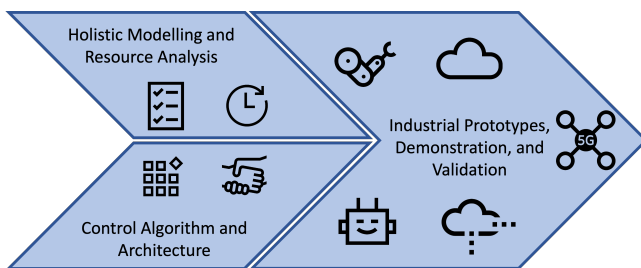 Holistic Modelling and
Resource Analysis
Control Algorithm and
Architecture
Industrial Prototypes,
Demonstration, and
Validation
5G